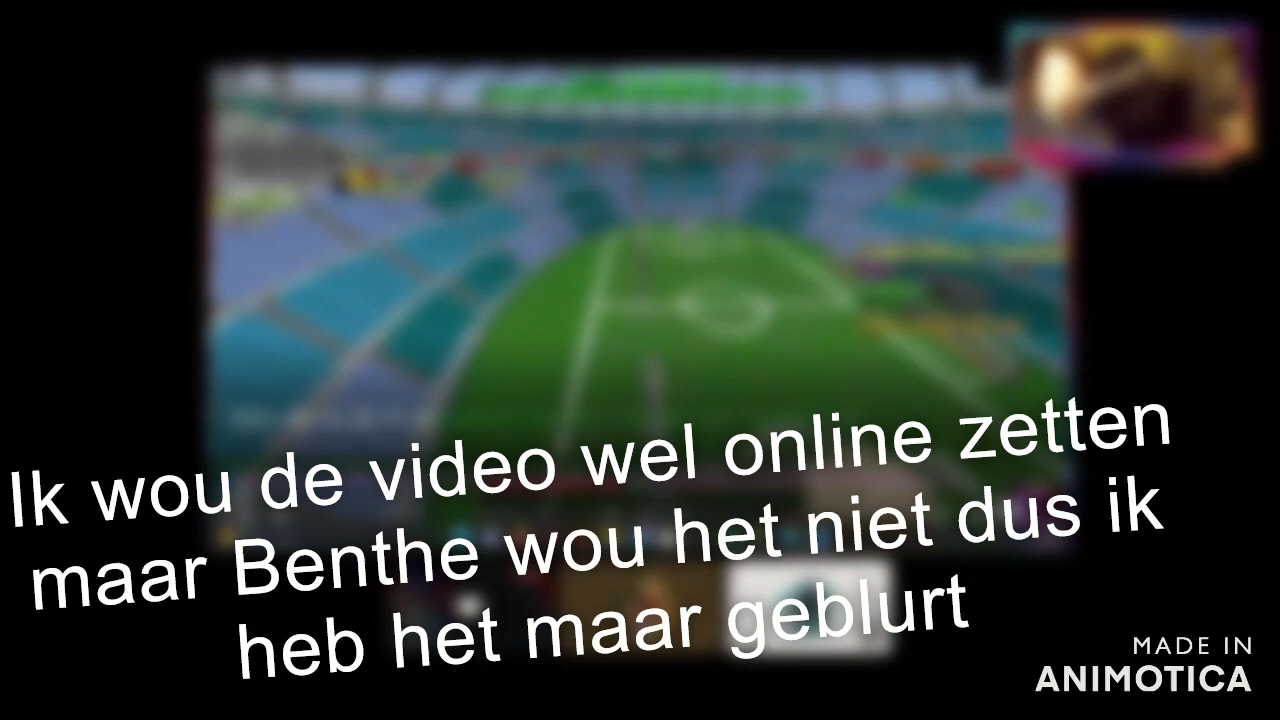 Ik wou de video wel online zetten
maar Benthe wou het niet dus ik
heb het maar geblurt
MADE IN
ANIMOTICA